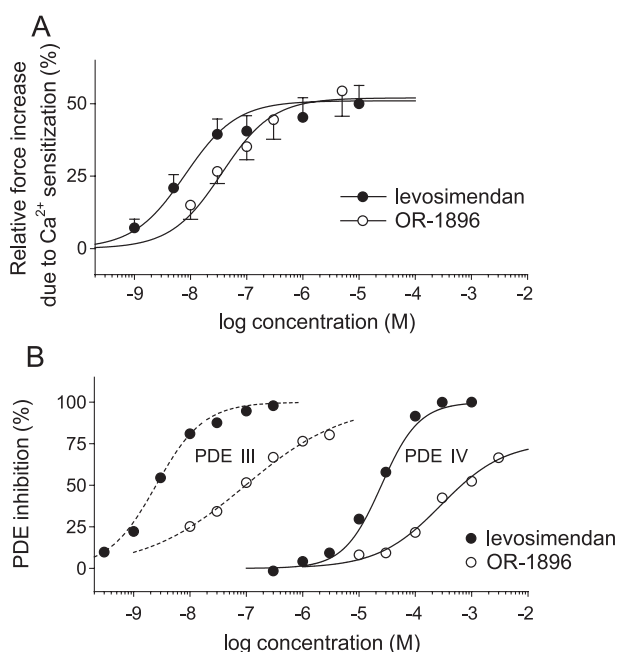 A
Relative force increase
due to Ca²⁺ sensitization (%)
50
25
0
levosimendan
OR-1896
-9 -8 -7 -6 -5 -4 -3 -2
log concentration (M)
B
PDE inhibition (%)
100
75
50
25
0
PDE III
PDE IV
levosimendan
OR-1896
-9 -8 -7 -6 -5 -4 -3 -2
log concentration (M)